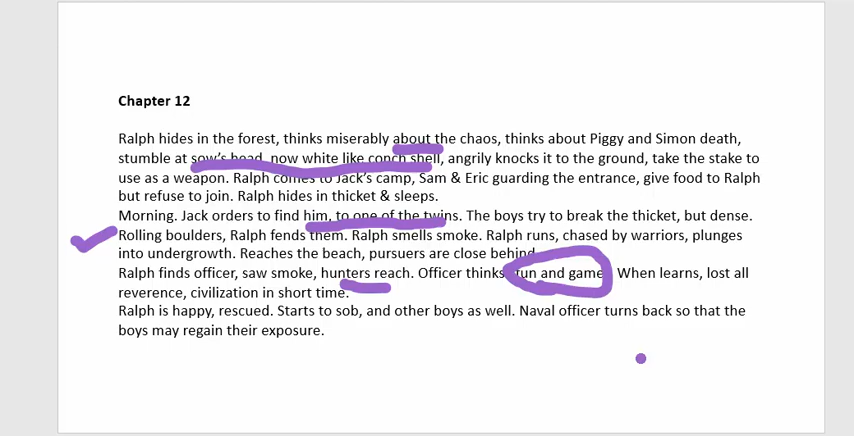 Chapter 12
Ralph hides in the forest, thinks miserably about the chaos, thinks about Piggy and Simon death,
stumble at sow's head, now white like conch shell, angrily knocks it to the ground, take the stake to
use as a weapon. Ralph comes to Jack's camp, Sam & Eric guarding the entrance, give food to Ralph
but refuse to join. Ralph hides in thicket & sleeps.
Morning. Jack orders to find him, to one of the twins. The boys try to break the thicket, but dense.
Rolling boulders, Ralph fends them. Ralph smells smoke. Ralph runs, chased by warriors, plunges
into undergrowth. Reaches the beach, pursuers are close behind
Ralph finds officer, saw smoke, hunters reach. Officer thinks fun and game When learns, lost all
reverence, civilization in short time.
Ralph is happy, rescued. Starts to sob, and other boys as well. Naval officer turns back so that the
boys may regain their exposure.